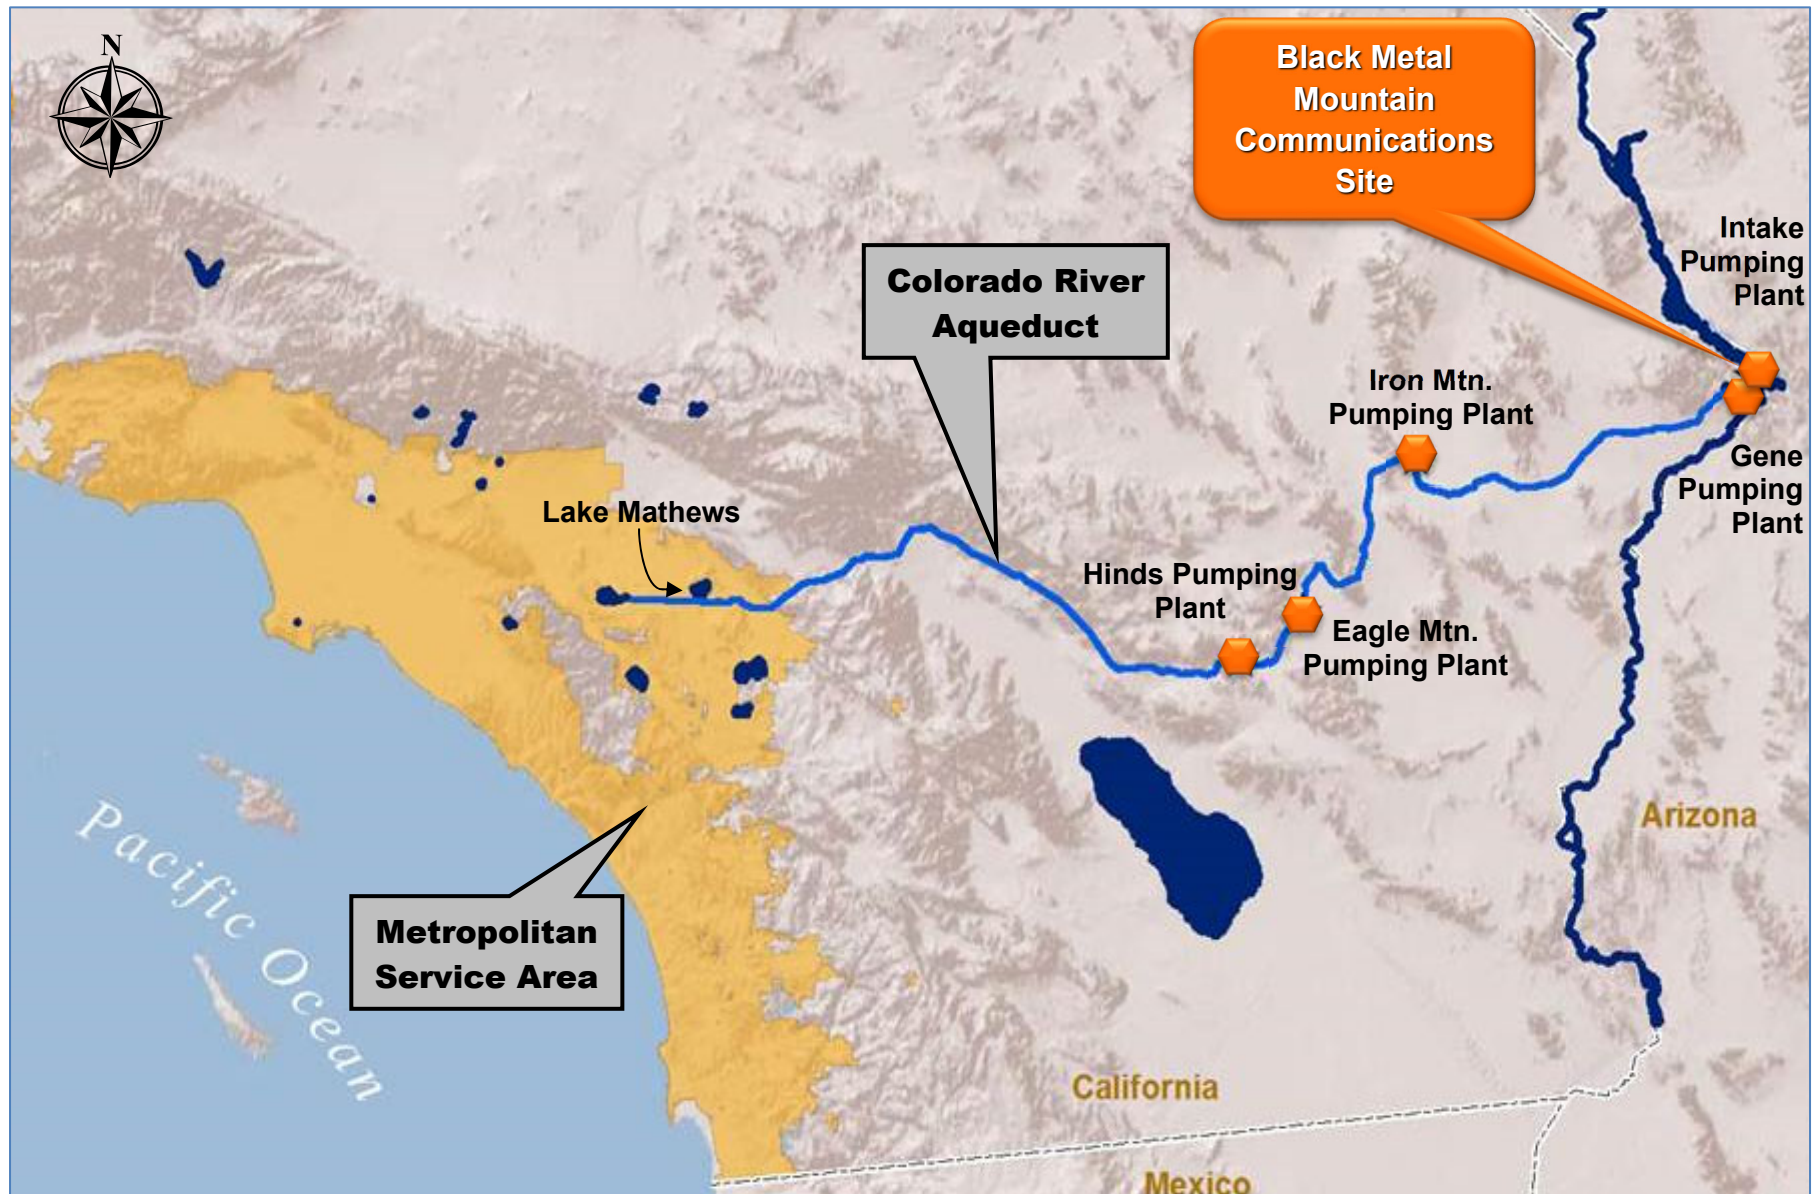 N
Black Metal
Mountain
Communications
Site
Intake
Pumping
Plant
Colorado River
Aqueduct
Iron Mtn.
Pumping Plant
Gene
Pumping
Plant
Lake Mathews
Hinds Pumping
Plant
Eagle Mtn.
Pumping Plant
Arizona
Pacific Ocean
Metropolitan
Service Area
California
Mexico